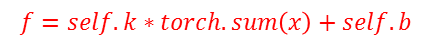 f = self.k * torch.sum(x) + self.b